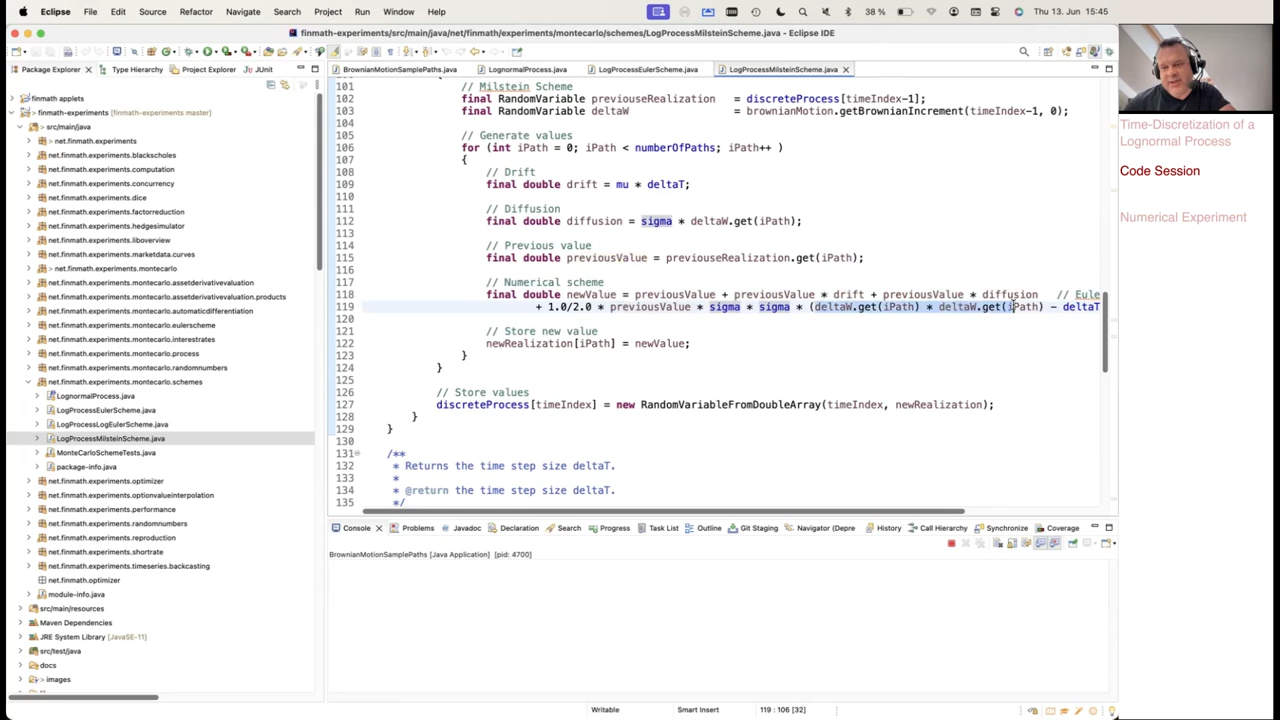 Eclipse File Edit Source Refactor Navigate Search Project Run Window Help 38 % Thu 13. Jun 15:45
finmath-experiments/src/main/java/net/finmath/experiments/montecarlo/schemes/LogProcessMilsteinScheme.java - Eclipse IDE
Package Explorer Type Hierarchy Project Explorer JUnit
finmath applets
finmath-experiments [finmath-experiments master]
src/main/java
> net.finmath.experiments
net.finmath.experiments.blackscholes
net.finmath.experiments.computation
net.finmath.experiments.concurrency
net.finmath.experiments.dice
net.finmath.experiments.factorreduction
net.finmath.experiments.hedgesimulator
net.finmath.experiments.liboverview
net.finmath.experiments.marketdata.curves
> net.finmath.experiments.montecarlo
net.finmath.experiments.montecarlo.assetderivativevaluation
net.finmath.experiments.montecarlo.assetderivativevaluation.products
net.finmath.experiments.montecarlo.automaticdifferentiation
net.finmath.experiments.montecarlo.eulerscheme
net.finmath.experiments.montecarlo.interestrates
net.finmath.experiments.montecarlo.process
net.finmath.experiments.montecarlo.randomnumbers
net.finmath.experiments.montecarlo.schemes
LognormalProcess.java
LogProcessEulerScheme.java
LogProcessLogEulerScheme.java
LogProcessMilsteinScheme.java
MonteCarloSchemeTests.java
package-info.java
net.finmath.experiments.optimizer
net.finmath.experiments.optionvalueinterpolation
net.finmath.experiments.performance
net.finmath.experiments.randomnumbers
net.finmath.experiments.reproduction
net.finmath.experiments.shortrate
net.finmath.experiments.timeseries.backcasting
net.finmath.optimizer
module-info.java
src/main/resources
Maven Dependencies
JRE System Library [JavaSE-11]
src/test/java
docs
> images
BrownianMotionSamplePaths.java LognormalProcess.java LogProcessEulerScheme.java LogProcessMilsteinScheme.java
101 // Milstein Scheme
102 final RandomVariable previouseRealization = discreteProcess[timeIndex-1];
103 final RandomVariable deltaW = brownianMotion.getBrownianIncrement(timeIndex-1, 0);
104
105 // Generate values
106 for (int iPath = 0; iPath < numberOfPaths; iPath++ )
107 {
108 // Drift
109 final double drift = mu * deltaT;
110
111 // Diffusion
112 final double diffusion = sigma * deltaW.get(iPath);
113
114 // Previous value
115 final double previousValue = previouseRealization.get(iPath);
116
117 // Numerical scheme
118 final double newValue = previousValue + previousValue * drift + previousValue * diffusion // Eule
119 + 1.0/2.0 * previousValue * sigma * sigma * (deltaW.get(iPath) * deltaW.get(iPath) - deltaT
120
121 // Store new value
122 newRealization[iPath] = newValue;
123 }
124 }
125
126 // Store values
127 discreteProcess[timeIndex] = new RandomVariableFromDoubleArray(timeIndex, newRealization);
128 }
129 }
130
131 /**
132 * Returns the time step size deltaT.
133 *
134 * @return the time step size deltaT.
135 */
Console Problems Javadoc Declaration Search Progress Task List Outline Git Staging Navigator (Depre History Call Hierarchy Synchronize Coverage
BrownianMotionSamplePaths [Java Application] [pid: 4700]
Writable Smart Insert 119 : 106 [32]
Time-Discretization of a
Lognormal Process
Code Session
Numerical Experiment